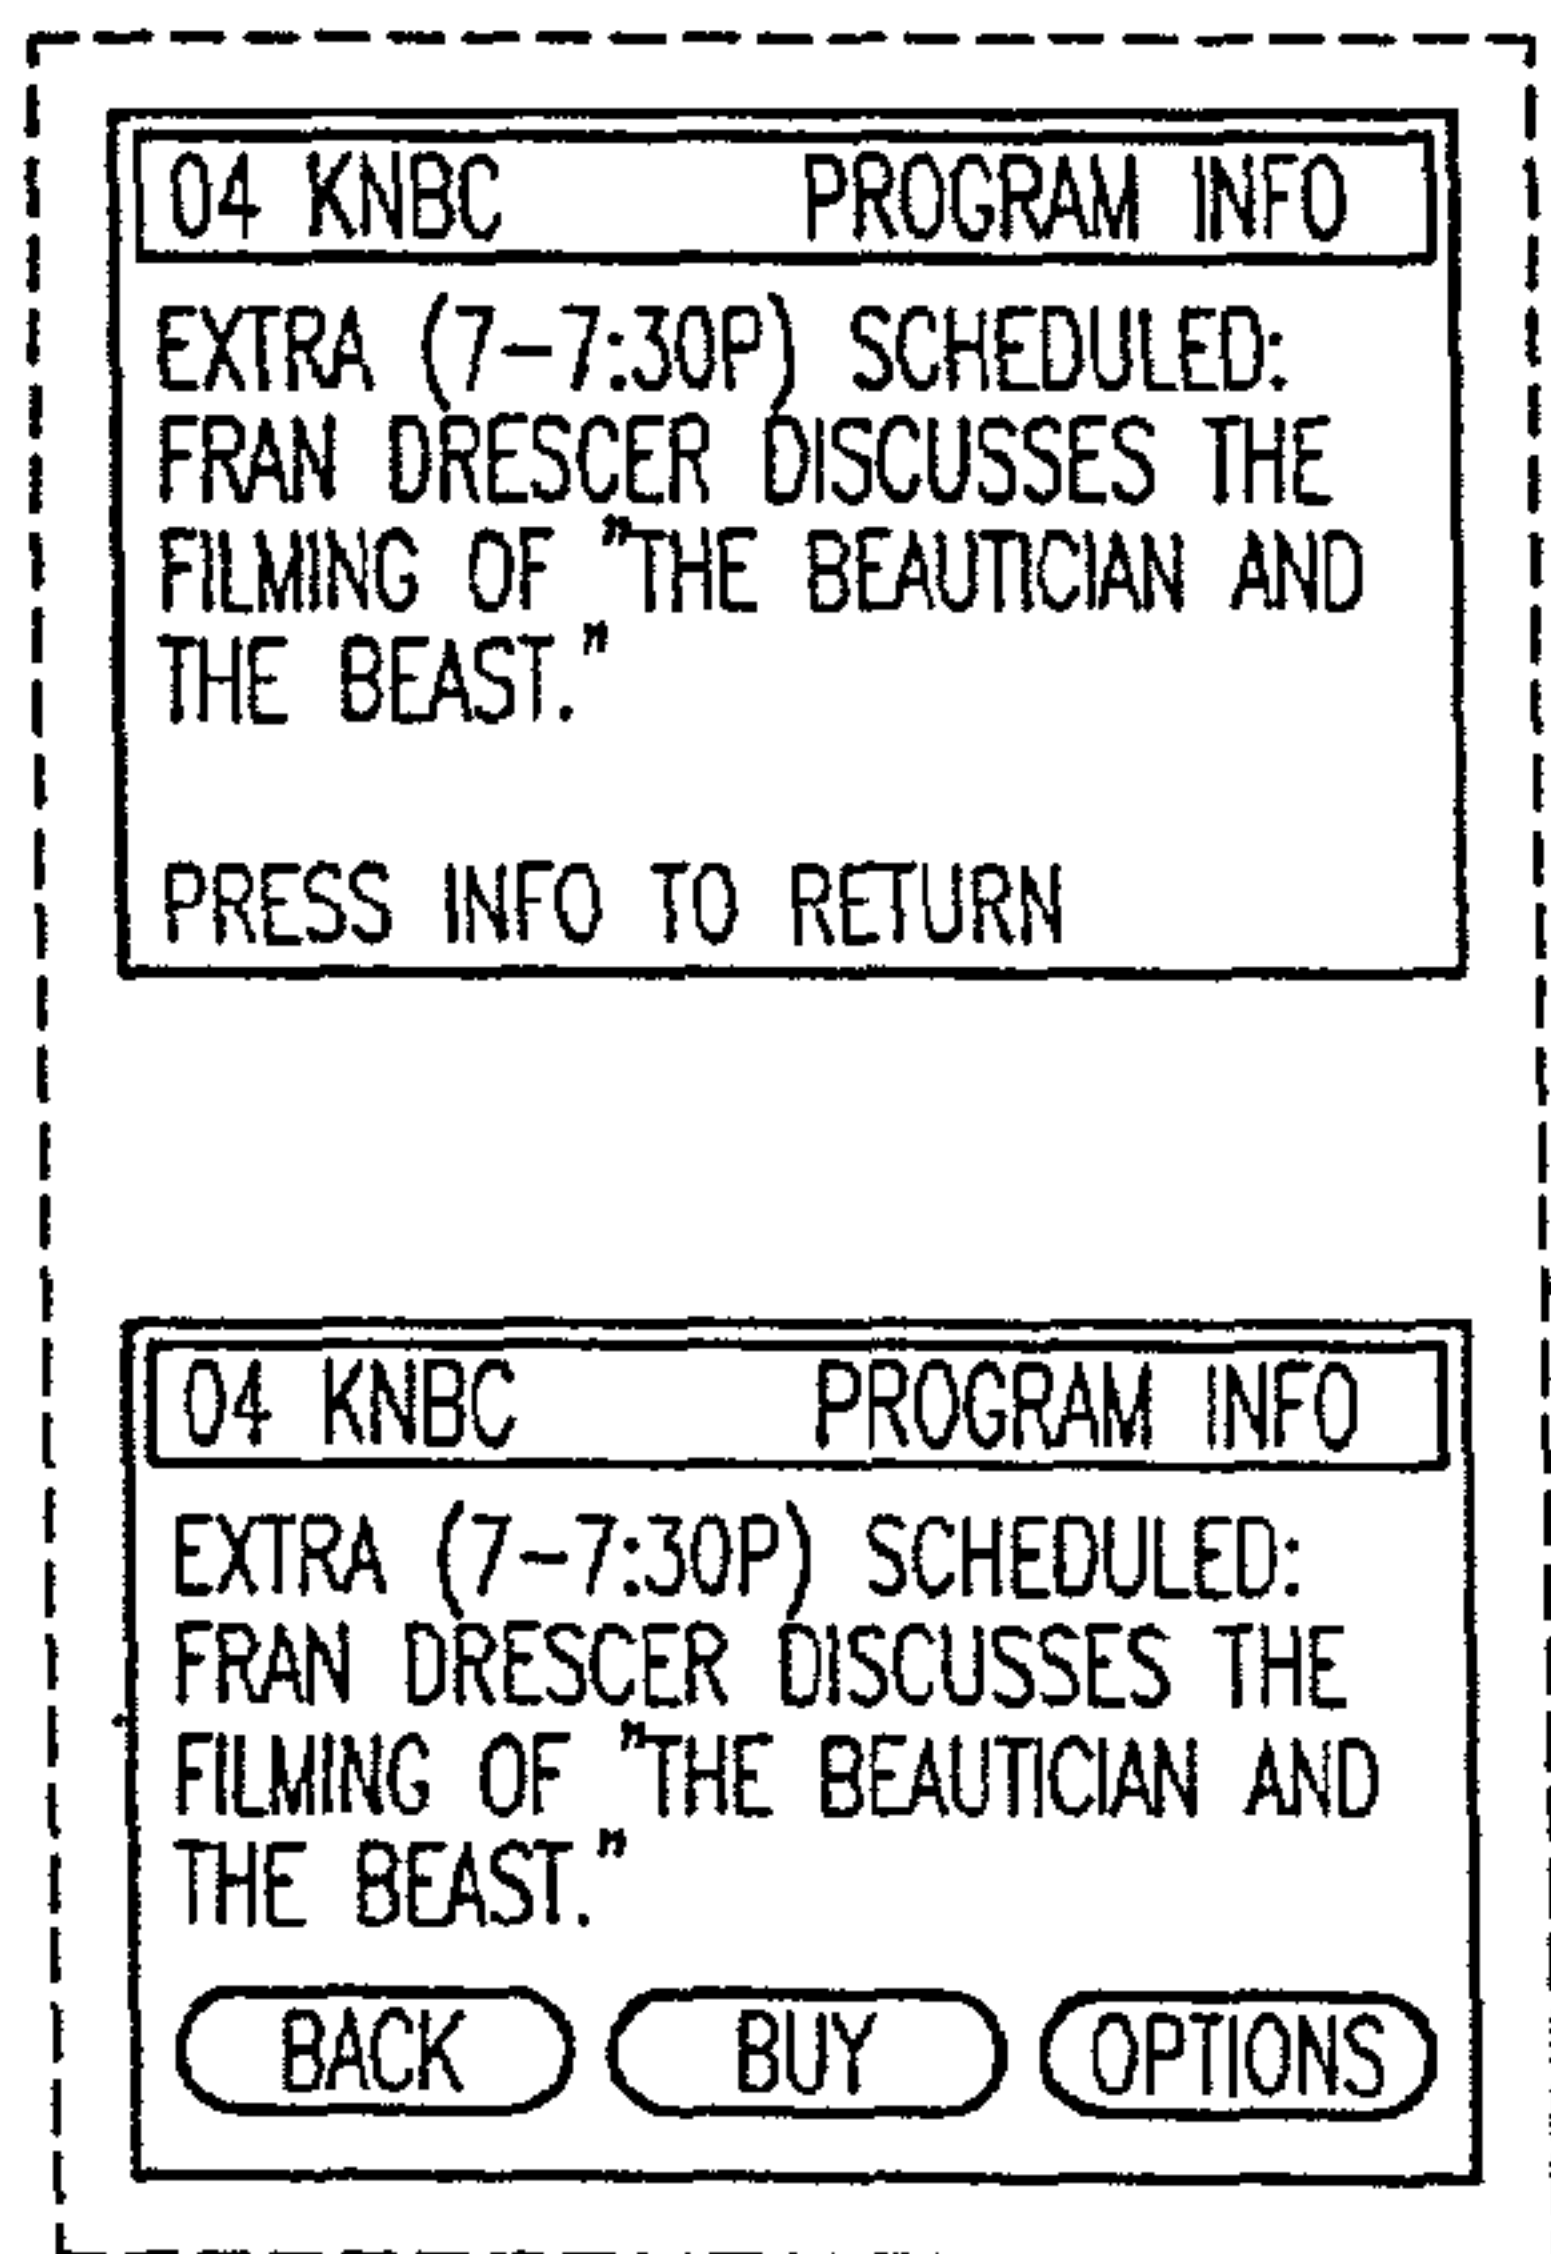 04 KNBC PROGRAM INFO
EXTRA (7-7:30P) SCHEDULED:
FRAN DRESCER DISCUSSES THE
FILMING OF "THE BEAUTICIAN AND
THE BEAST."
PRESS INFO TO RETURN
04 KNBC PROGRAM INFO
EXTRA (7-7:30P) SCHEDULED:
FRAN DRESCER DISCUSSES THE
FILMING OF "THE BEAUTICIAN AND
THE BEAST."
BACK BUY OPTIONS